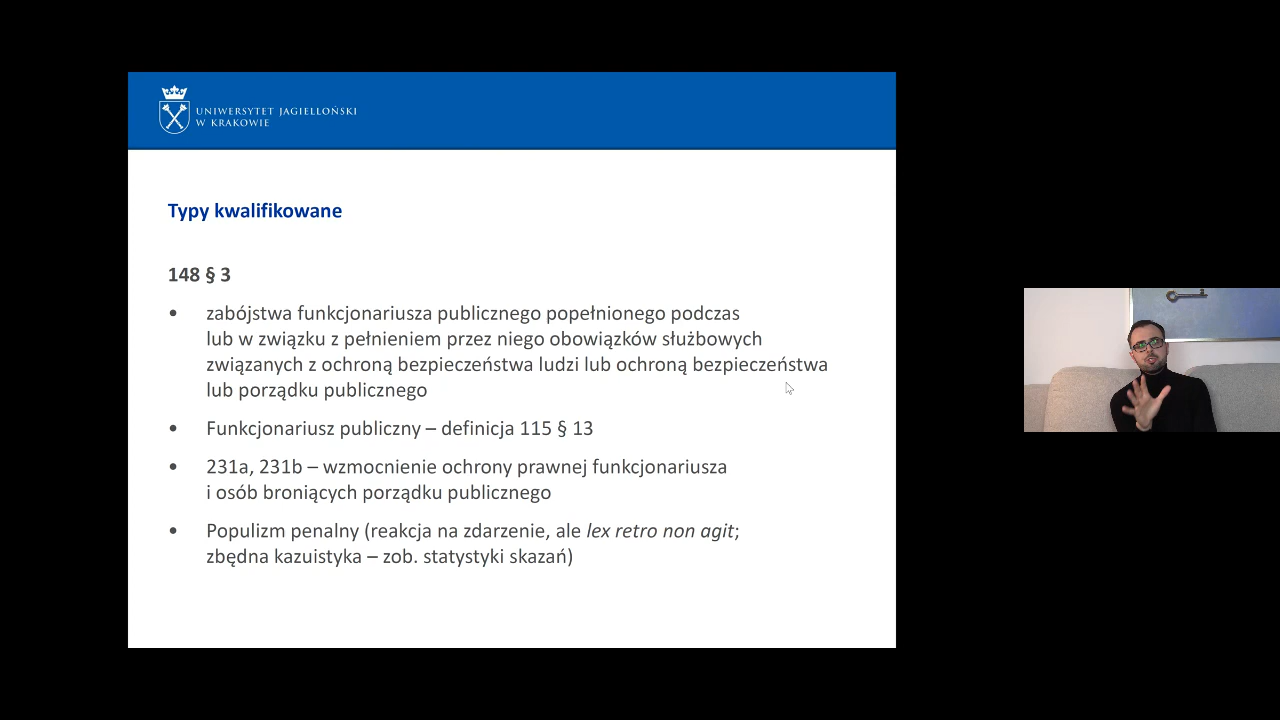 UNIWERSYTET JAGIELLOŃSKI
W KRAKOWIE
Typy kwalifikowane
148 § 3
• zabójstwa funkcjonariusza publicznego popełnionego podczas
lub w związku z pełnieniem przez niego obowiązków służbowych
związanych z ochroną bezpieczeństwa ludzi lub ochroną bezpieczeństwa
lub porządku publicznego
• Funkcjonariusz publiczny – definicja 115 § 13
• 231a, 231b – wzmocnienie ochrony prawnej funkcjonariusza
i osób broniących porządku publicznego
• Populizm penalny (reakcja na zdarzenie, ale lex retro non agit;
zbędna kazuistyka – zob. statystyki skazań)